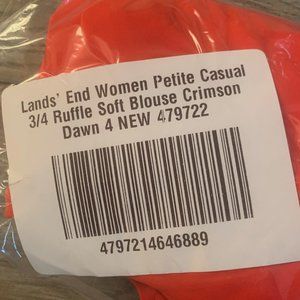 Lands' End Women Petite Casual
3/4 Ruffle Soft Blouse Crimson
Dawn 4 NEW 479722
4797214646889